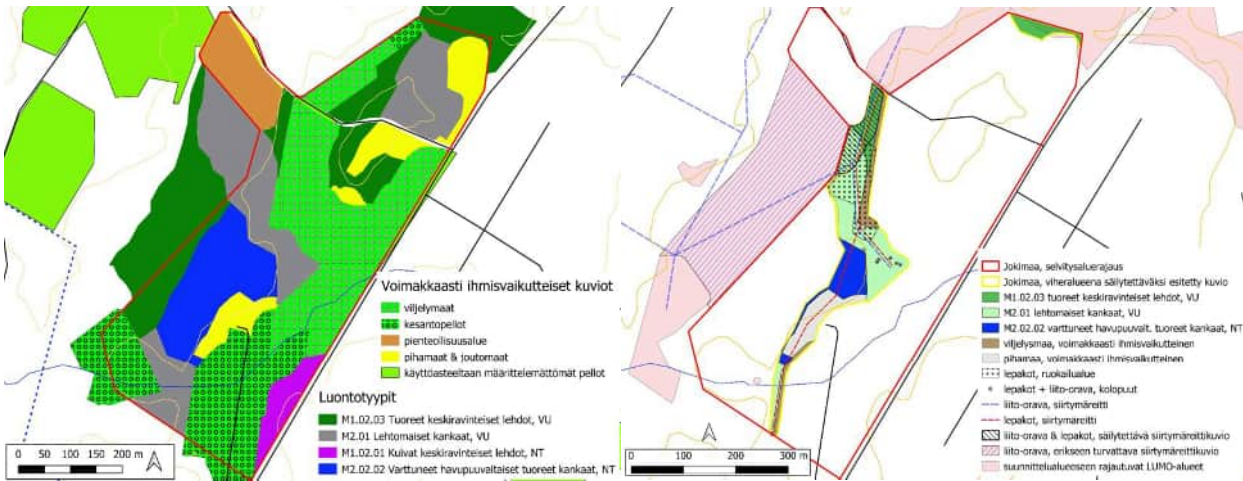 Voimakkaasti ihmisvaikutteiset kuviot
viljelymaat
kesantopellot
pienteollisuusalue
pihamaat & joutomaat
käyttöasteeltaan määrittelemättömät pellot
Luontotyypit
M1.02.03 Tuoreet keskiravinteiset lehdot, VU
M2.01 Lehtomaiset kankaat, VU
M1.02.01 Kuivat keskiravinteiset lehdot, NT
M2.02.02 Varttuneet havupuuvaltaiset tuoreet kankaat, NT
0 50 100 150 200 m
Jokimaa, selvitysaluerajaus
Jokimaa, viheralueena säilytettäväksi esitetty kuvio
M1.02.03 tuoreet keskiravinteiset lehdot, VU
M2.01 lehtomaiset kankaat, VU
M2.02.02 varttuneet havupuuvalt. tuoreet kankaat, NT
viljelysmaa, voimakkaasti ihmisvaikutteinen
pihamaa, voimakkaasti ihmisvaikutteinen
lepakot, ruokailualue
lepakot + liito-orava, kolopuut
liito-orava, siirtymäreitti
lepakot, siirtymäreitti
liito-orava & lepakot, säilytettävä siirtymäreittikuvio
liito-orava, erikseen turvattava siirtymäreittikuvio
suunnittelualueeseen rajautuvat LUMO-alueet
0 100 200 300 m